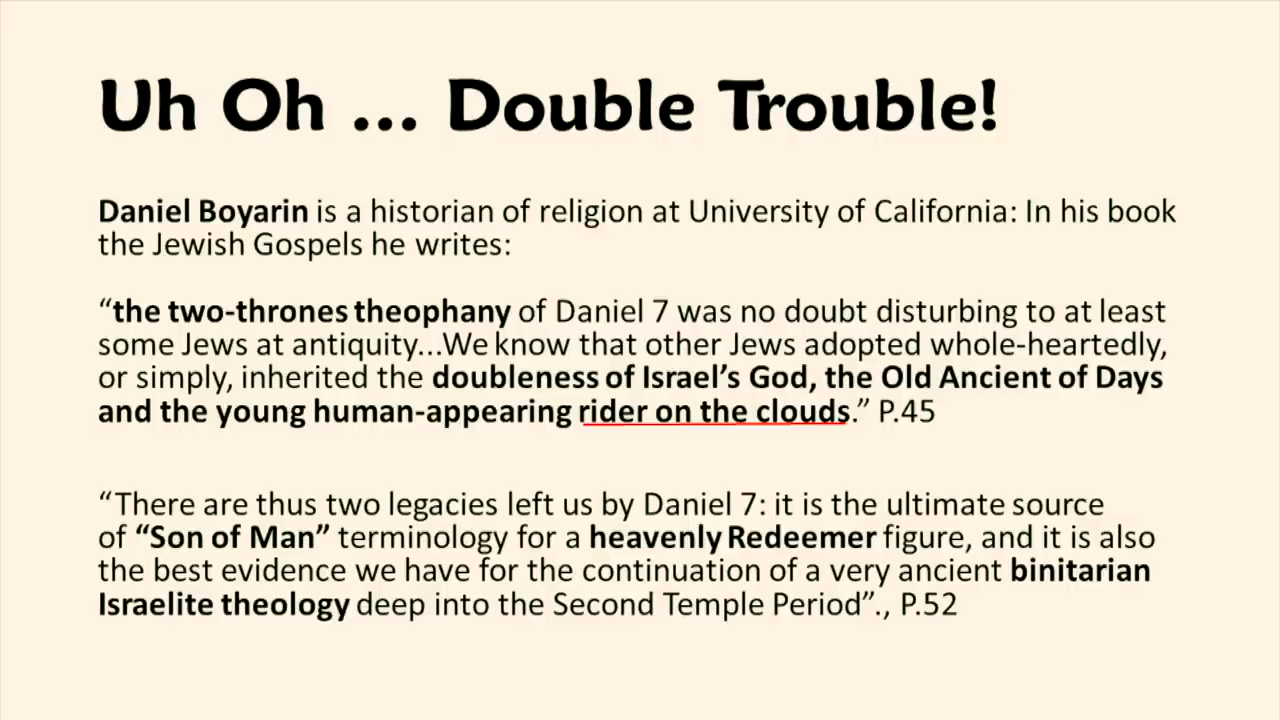 Uh Oh ... Double Trouble!
Daniel Boyarin is a historian of religion at University of California: In his book
the Jewish Gospels he writes:
“the two-thrones theophany of Daniel 7 was no doubt disturbing to at least
some Jews at antiquity...We know that other Jews adopted whole-heartedly,
or simply, inherited the doubleness of Israel’s God, the Old Ancient of Days
and the young human-appearing rider on the clouds.” P.45
“There are thus two legacies left us by Daniel 7: it is the ultimate source
of “Son of Man” terminology for a heavenly Redeemer figure, and it is also
the best evidence we have for the continuation of a very ancient binitarian
Israelite theology deep into the Second Temple Period”., P.52